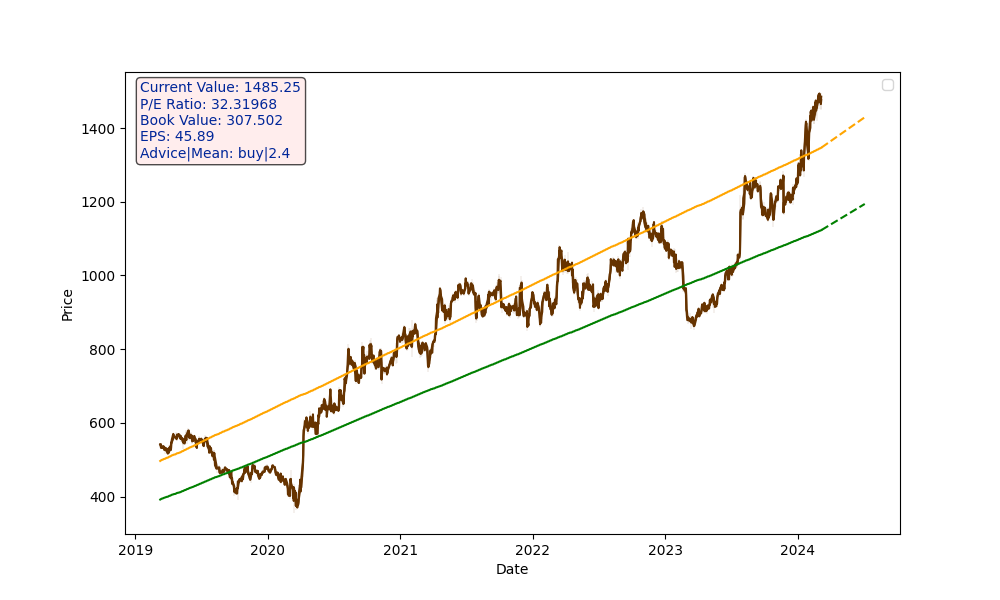 Current Value: 1485.25
P/E Ratio: 32.31968
Book Value: 307.502
EPS: 45.89
Advice|Mean: buy|2.4
1400
1200
1000
800
600
400
Price
2019
2020
2021
2022
2023
2024
Date